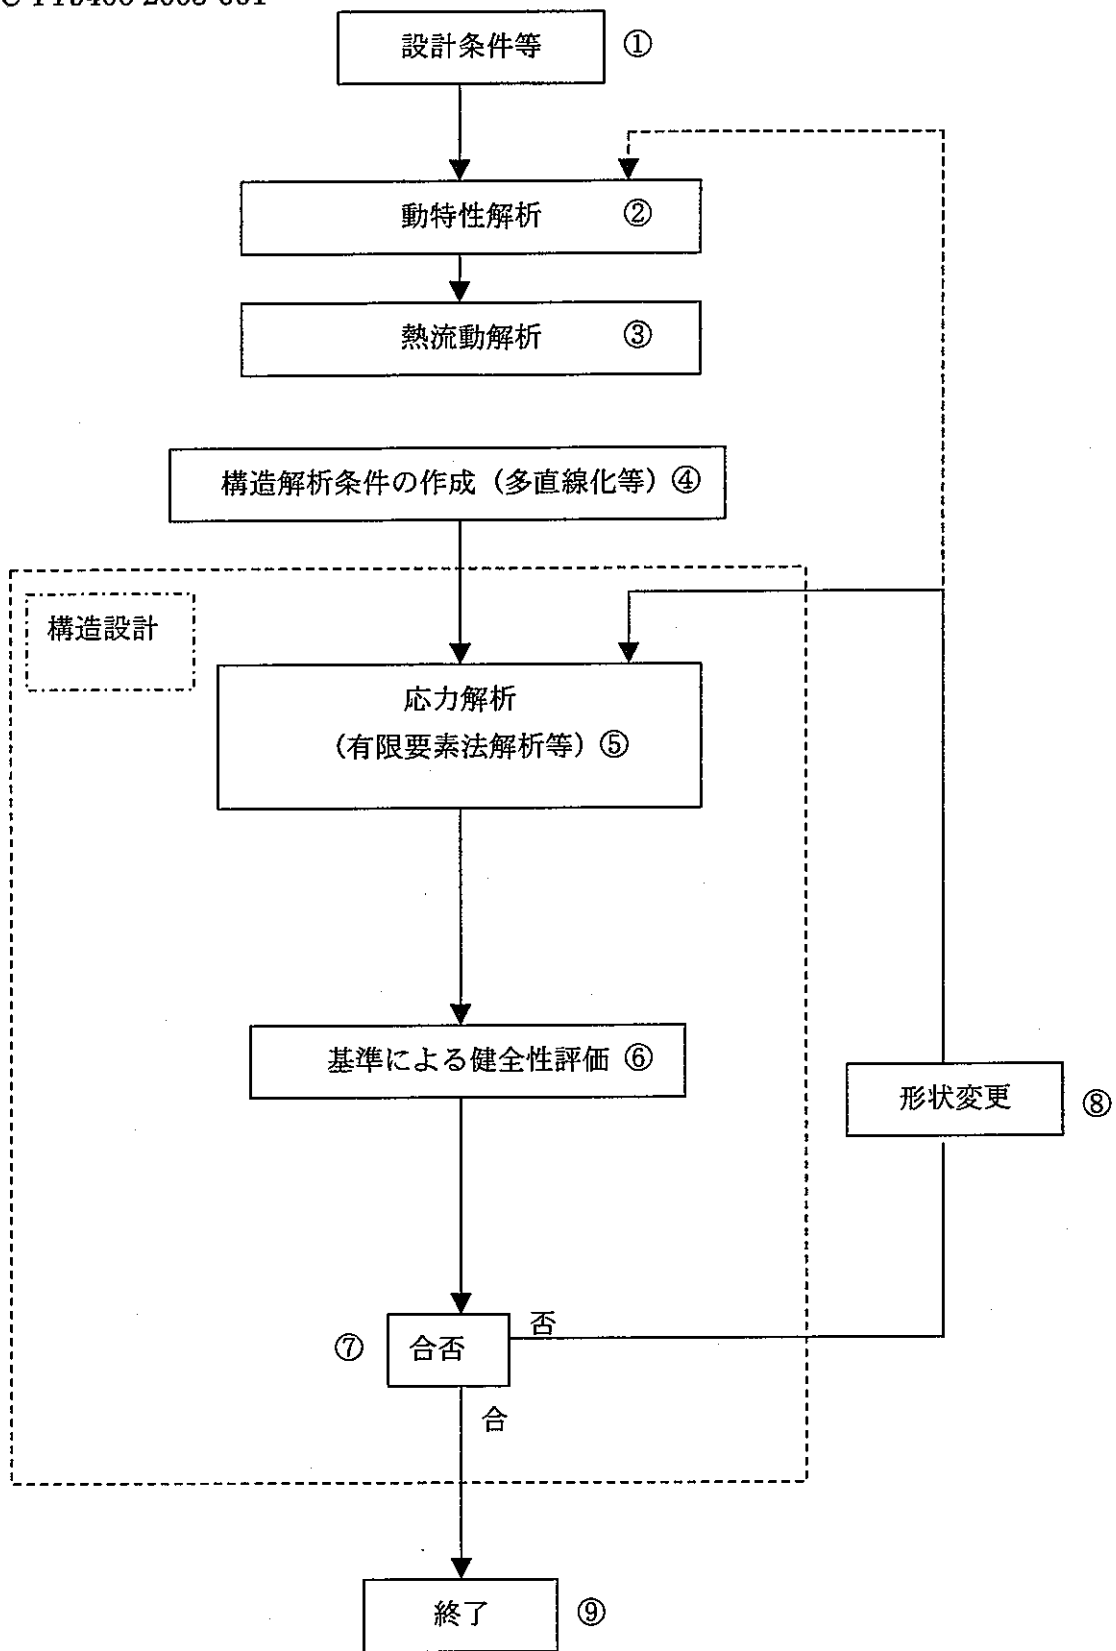 設計条件等 ①
動特性解析 ②
熱流動解析 ③
構造解析条件の作成（多直線化等）④
構造設計
応力解析
（有限要素法解析等）⑤
基準による健全性評価 ⑥
形状変更 ⑧
否
⑦ 合否
合
終了 ⑨